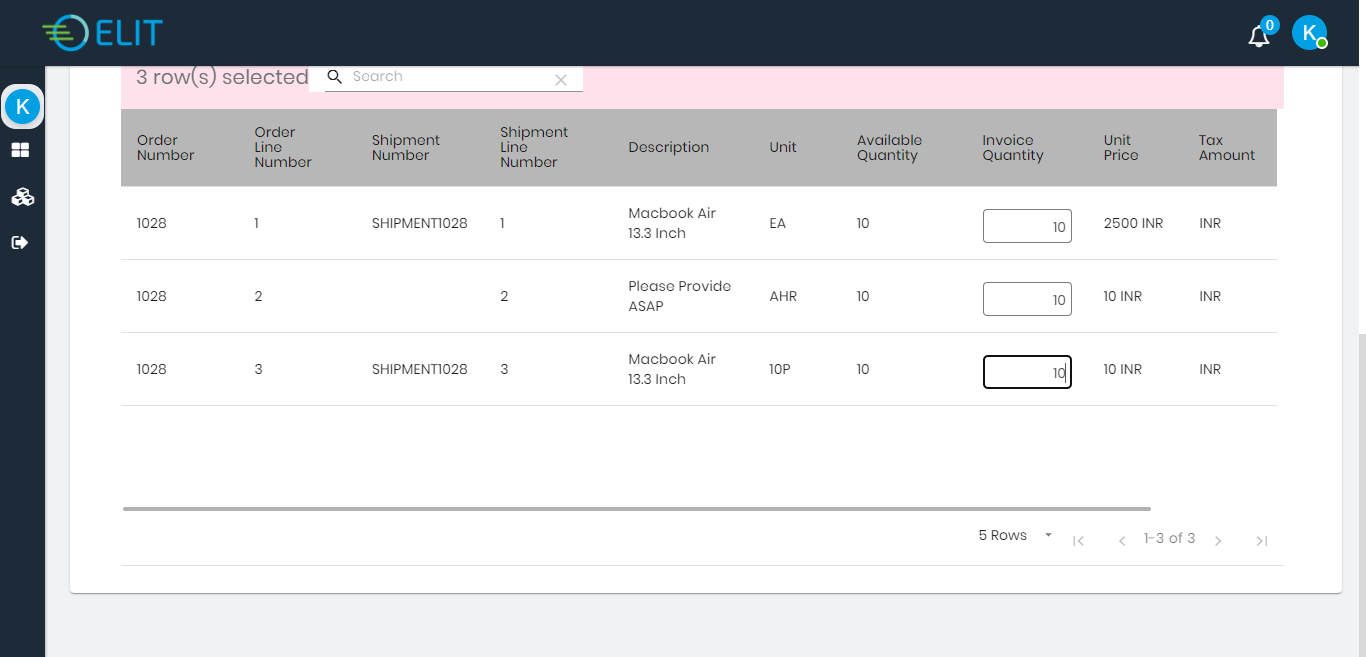 ELIT
0
K
3 row(s) selected
Search
K
Order Number
Order Line Number
Shipment Number
Shipment Line Number
Description
Unit
Available Quantity
Invoice Quantity
Unit Price
Tax Amount
1028 1 SHIPMENT1028 1 Macbook Air 13.3 Inch EA 10 10 2500 INR INR
1028 2 2 Please Provide ASAP AHR 10 10 10 INR INR
1028 3 SHIPMENT1028 3 Macbook Air 13.3 Inch 10P 10 10 10 INR INR
5 Rows 1-3 of 3